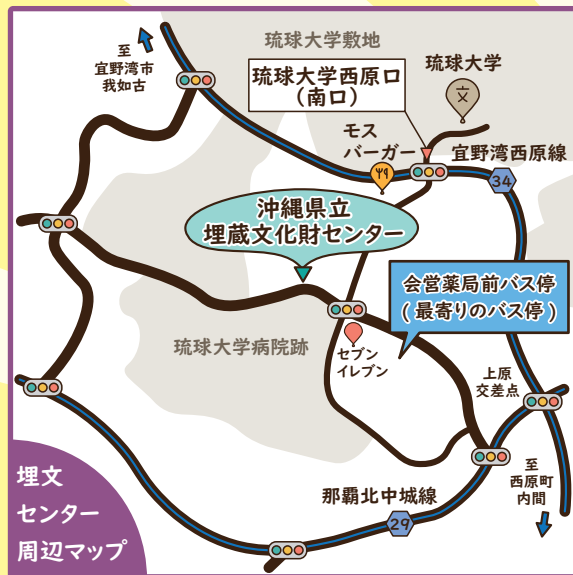 至
宜野湾市
我如古
琉球大学敷地
琉球大学西原口
(南口)
琉球大学
文
モス
バーガー
宜野湾西原線
34
沖縄県立
埋蔵文化財センター
会営薬局前バス停
(最寄りのバス停)
琉球大学病院跡
セブン
イレブン
上原
交差点
至
西原町
内間
那覇北中城線
29
埋文
センター
周辺マップ